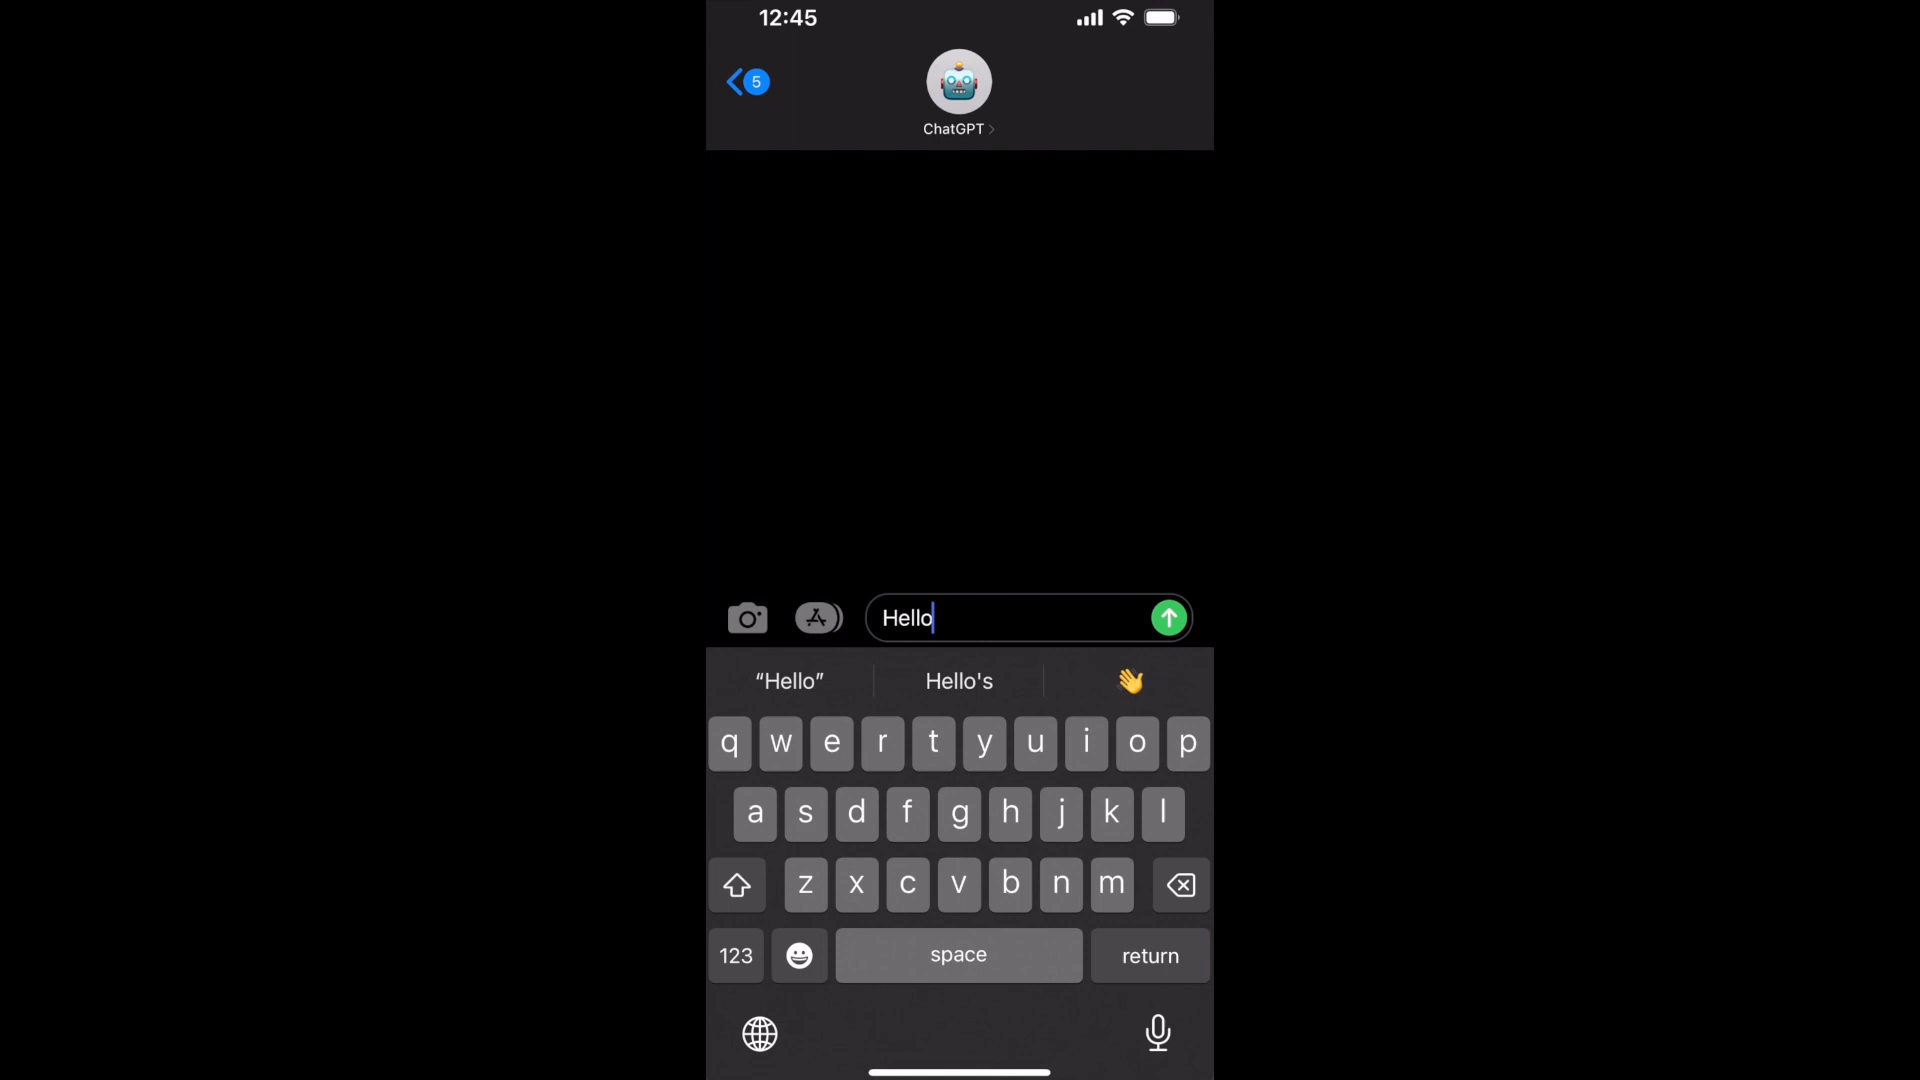 12:45
5
ChatGPT
Hello
“Hello” Hello's 👋
q w e r t y u i o p
a s d f g h j k l
z x c v b n m
123 space return